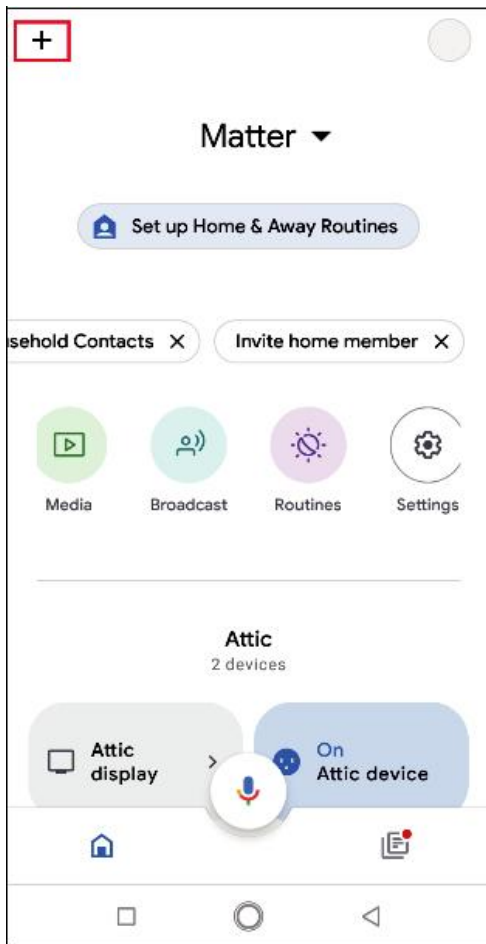 +
Matter
Set up Home & Away Routines
sehold Contacts X
Invite home member X
Media
Broadcast
Routines
Settings
Attic
2 devices
Attic
display
On
Attic device